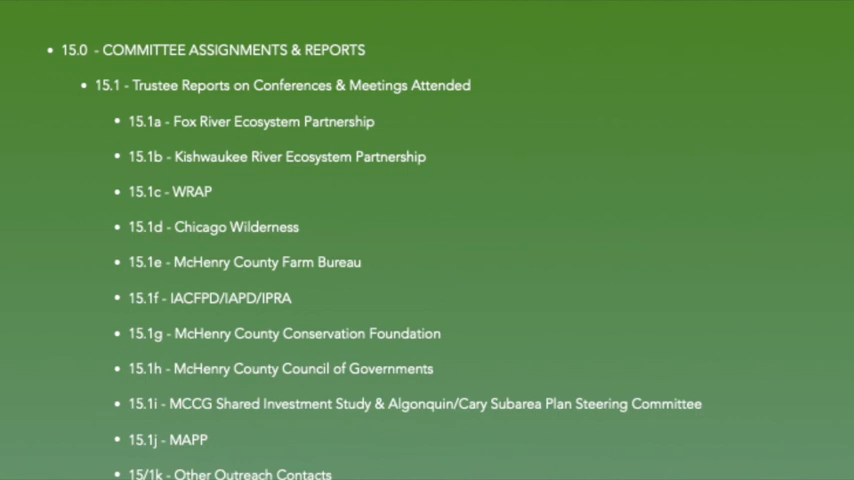 • 15.0 - COMMITTEE ASSIGNMENTS & REPORTS
• 15.1 - Trustee Reports on Conferences & Meetings Attended
• 15.1a - Fox River Ecosystem Partnership
• 15.1b - Kishwaukee River Ecosystem Partnership
• 15.1c - WRAP
• 15.1d - Chicago Wilderness
• 15.1e - McHenry County Farm Bureau
• 15.1f - IACFPD/IAPD/IPRA
• 15.1g - McHenry County Conservation Foundation
• 15.1h - McHenry County Council of Governments
• 15.1i - MCCG Shared Investment Study & Algonquin/Cary Subarea Plan Steering Committee
• 15.1j - MAPP
• 15/1k - Other Outreach Contacts